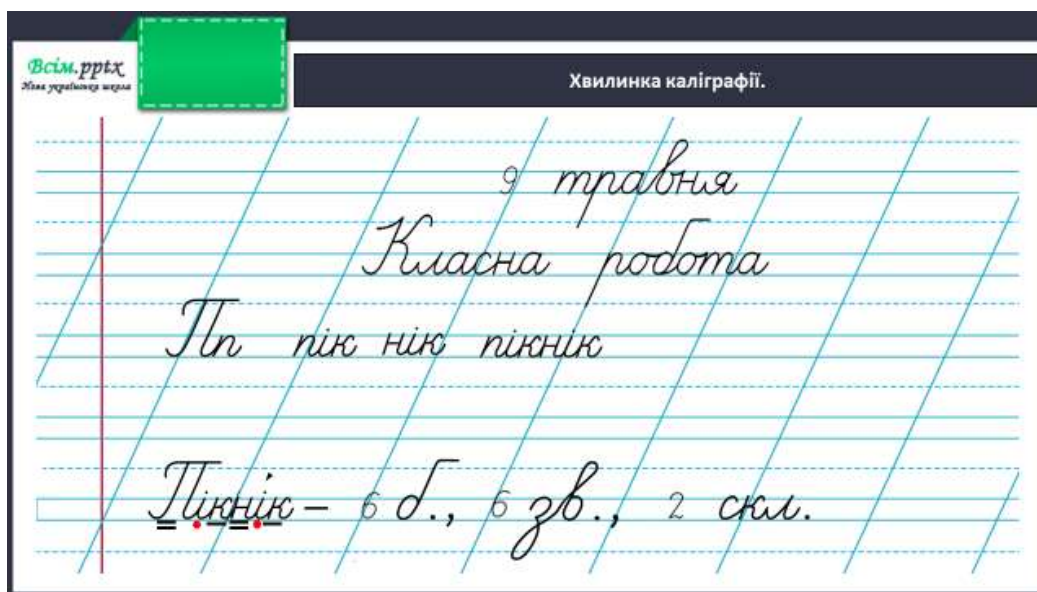 Всім.pptx
Нова українська школа
Хвилинка каліграфії.
9 травня
Класна робота
Пп пік нік пікнік
Пікнік – 6 б., 6 зв., 2 скл.